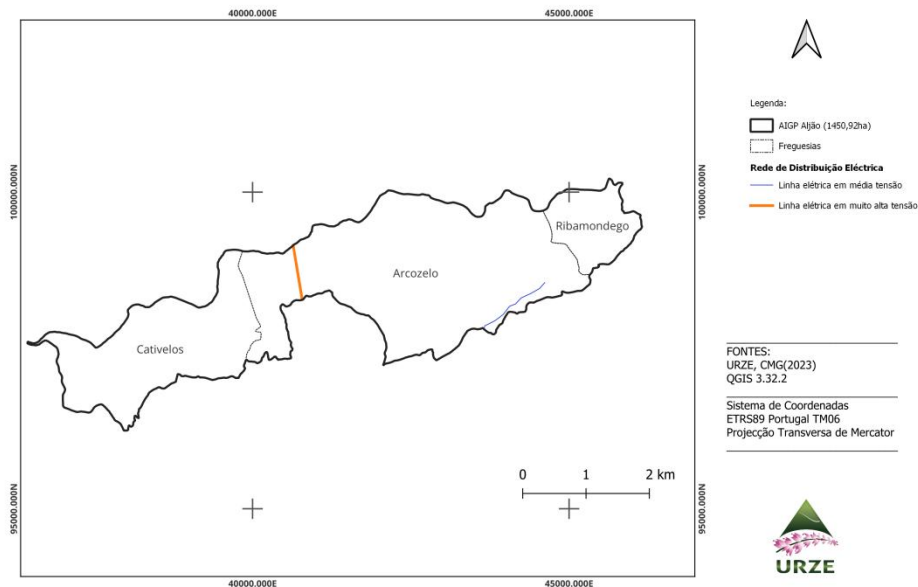 40000.000E
45000.000E
100000.000N
100000.000N
Legenda:
AIGP Aljão (1450,92ha)
Freguesias
Rede de Distribuição Eléctrica
Linha elétrica em média tensão
Linha elétrica em muito alta tensão
Ribamondego
Arcozelo
Cativelos
FONTES:
URZE, CMG(2023)
QGIS 3.32.2
Sistema de Coordenadas
ETRS89 Portugal TM06
Projecção Transversa de Mercator
0 1 2 km
95000.000N
95000.000N
URZE
40000.000E
45000.000E